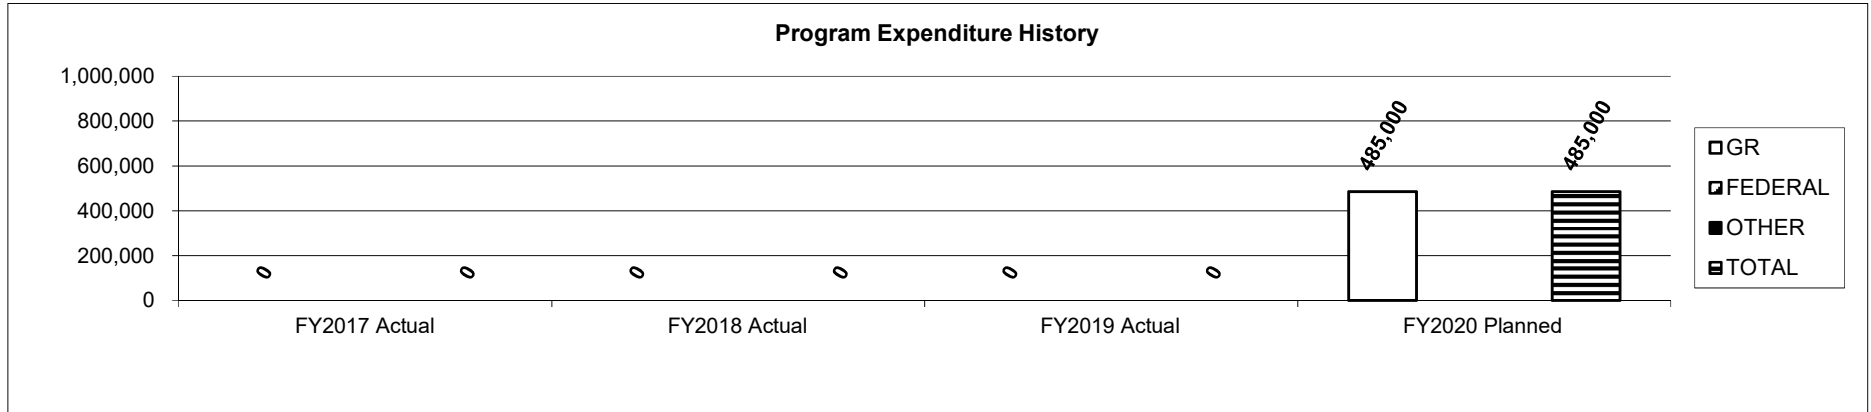 Program Expenditure History
1,000,000
800,000
600,000
400,000
200,000
0
0
0
0
0
0
0
485,000
485,000
FY2017 Actual
FY2018 Actual
FY2019 Actual
FY2020 Planned
GR
FEDERAL
OTHER
TOTAL